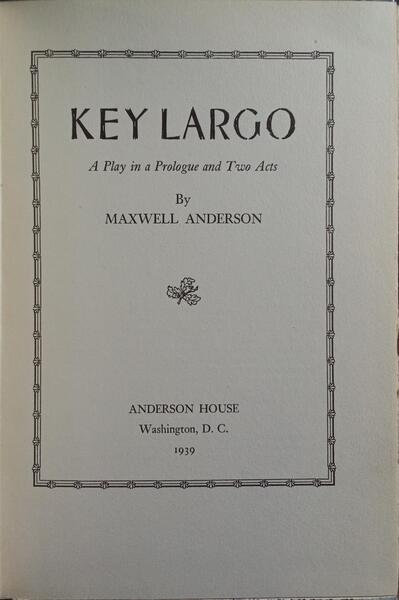 KEY LARGO
A Play in a Prologue and Two Acts
By
MAXWELL ANDERSON
ANDERSON HOUSE
Washington, D. C.
1939